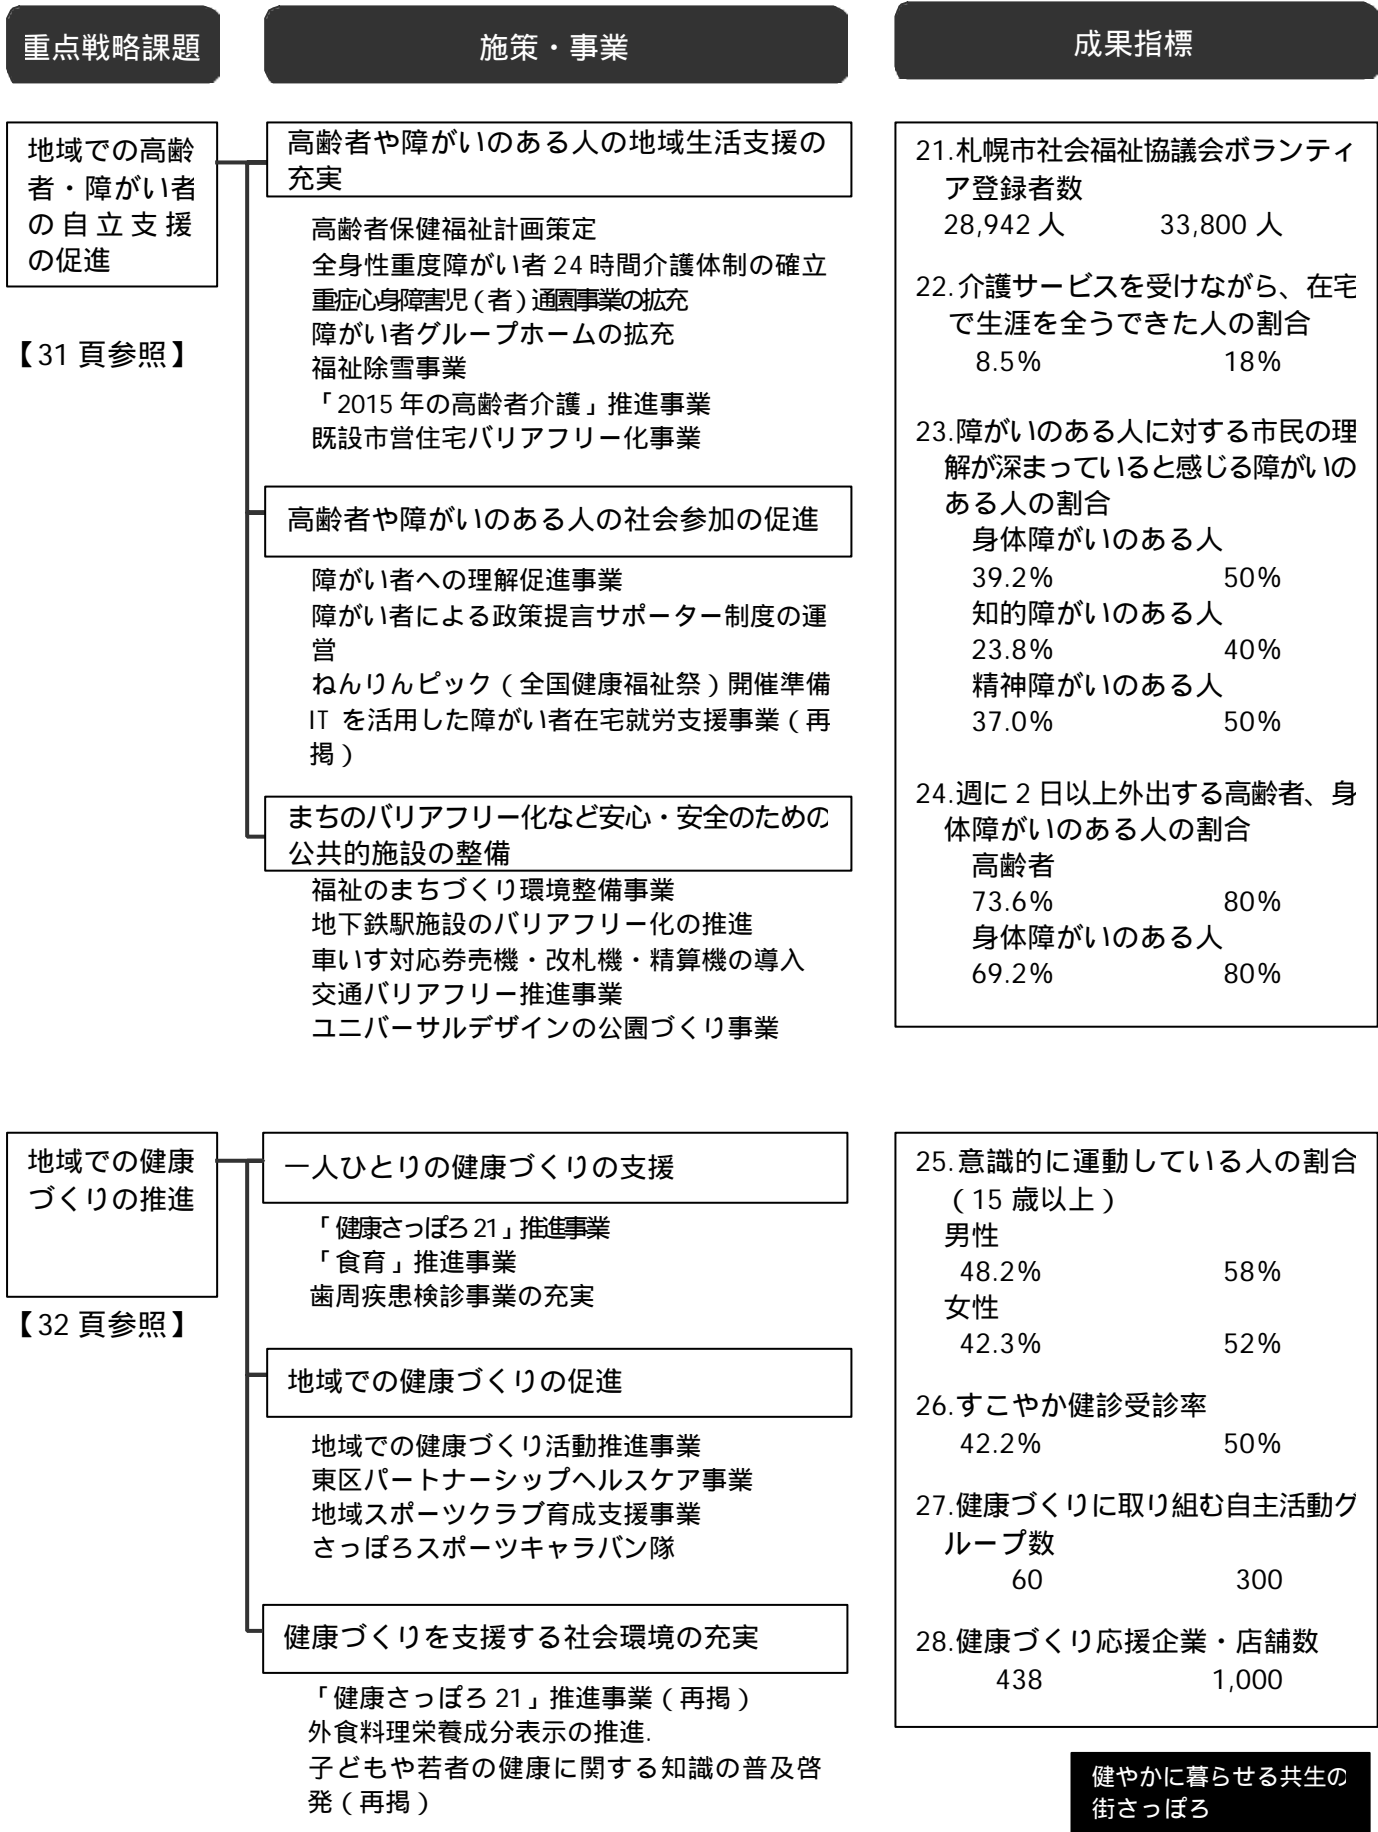 重点戦略課題
施策・事業
成果指標
地域での高齢
者・障がい者
の自立支援
の促進
【31 頁参照】
高齢者や障がいのある人の地域生活支援の
充実
高齢者保健福祉計画策定
全身性重度障がい者 24 時間介護体制の確立
重症心身障害児（者）通園事業の拡充
障がい者グループホームの拡充
福祉除雪事業
「2015 年の高齢者介護」推進事業
既設市営住宅バリアフリー化事業
高齢者や障がいのある人の社会参加の促進
障がい者への理解促進事業
障がい者による政策提言サポーター制度の運
営
ねんりんピック（全国健康福祉祭）開催準備
IT を活用した障がい者在宅就労支援事業（再
掲）
まちのバリアフリー化など安心・安全のための
公共的施設の整備
福祉のまちづくり環境整備事業
地下鉄駅施設のバリアフリー化の推進
車いす対応券売機・改札機・精算機の導入
交通バリアフリー推進事業
ユニバーサルデザインの公園づくり事業
21.札幌市社会福祉協議会ボランティ
ア登録者数
28,942 人 33,800 人
22.介護サービスを受けながら、在宅
で生涯を全うできた人の割合
8.5% 18%
23.障がいのある人に対する市民の理
解が深まっていると感じる障がいの
ある人の割合
身体障がいのある人
39.2% 50%
知的障がいのある人
23.8% 40%
精神障がいのある人
37.0% 50%
24.週に 2 日以上外出する高齢者、身
体障がいのある人の割合
高齢者
73.6% 80%
身体障がいのある人
69.2% 80%
地域での健康
づくりの推進
【32 頁参照】
一人ひとりの健康づくりの支援
「健康さっぽろ 21」推進事業
「食育」推進事業
歯周疾患検診事業の充実
地域での健康づくりの促進
地域での健康づくり活動推進事業
東区パートナーシップヘルスケア事業
地域スポーツクラブ育成支援事業
さっぽろスポーツキャラバン隊
健康づくりを支援する社会環境の充実
「健康さっぽろ 21」推進事業（再掲）
外食料理栄養成分表示の推進.
子どもや若者の健康に関する知識の普及啓
発（再掲）
25.意識的に運動している人の割合
（15 歳以上）
男性
48.2% 58%
女性
42.3% 52%
26.すこやか健診受診率
42.2% 50%
27.健康づくりに取り組む自主活動グ
ループ数
60 300
28.健康づくり応援企業・店舗数
438 1,000
健やかに暮らせる共生の
街さっぽろ